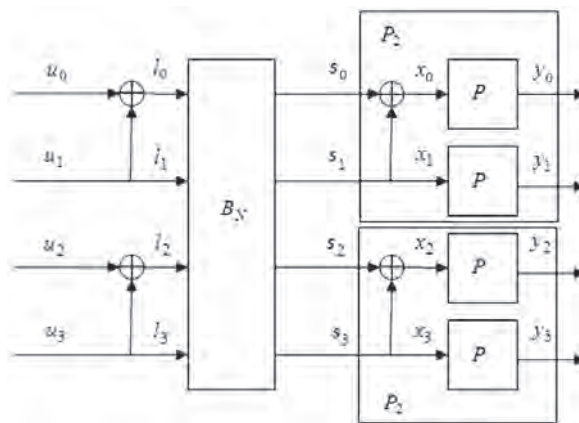 P₂
u₀ l₀ s₀ x₀ P y₀
u₁ l₁ s₁ x₁ P y₁
B_N
u₂ l₂ s₂ x₂ P y₂
u₃ l₃ s₃ x₃ P y₃
P₂